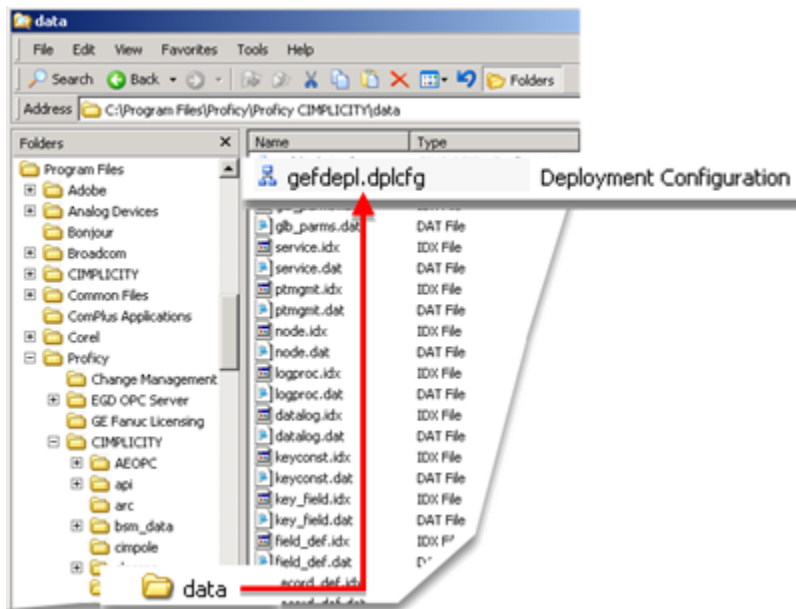 data
File Edit View Favorites Tools Help
Search Back Folders
Address C:\Program Files\Proficy\Proficy CIMPLICITY\data
Folders x
Program Files
Adobe
Analog Devices
Bonjour
Broadcom
CIMPLICITY
Common Files
ComPlus Applications
Corel
Proficy
Change Management
EGD OPC Server
GE Fanuc Licensing
CIMPLICITY
AEOPC
api
arc
bsm_data
cimpole
data
Name Type
gefdepl.dplcfg Deployment Configuration
glb_parms.dat DAT File
service.idx IDX File
service.dat DAT File
ptmgmt.idx IDX File
ptmgmt.dat DAT File
node.idx IDX File
node.dat DAT File
logproc.idx IDX File
logproc.dat DAT File
datalog.idx IDX File
datalog.dat DAT File
keyconst.idx IDX File
keyconst.dat DAT File
key_field.idx IDX File
key_field.dat DAT File
field_def.idx IDX
field_def.dat